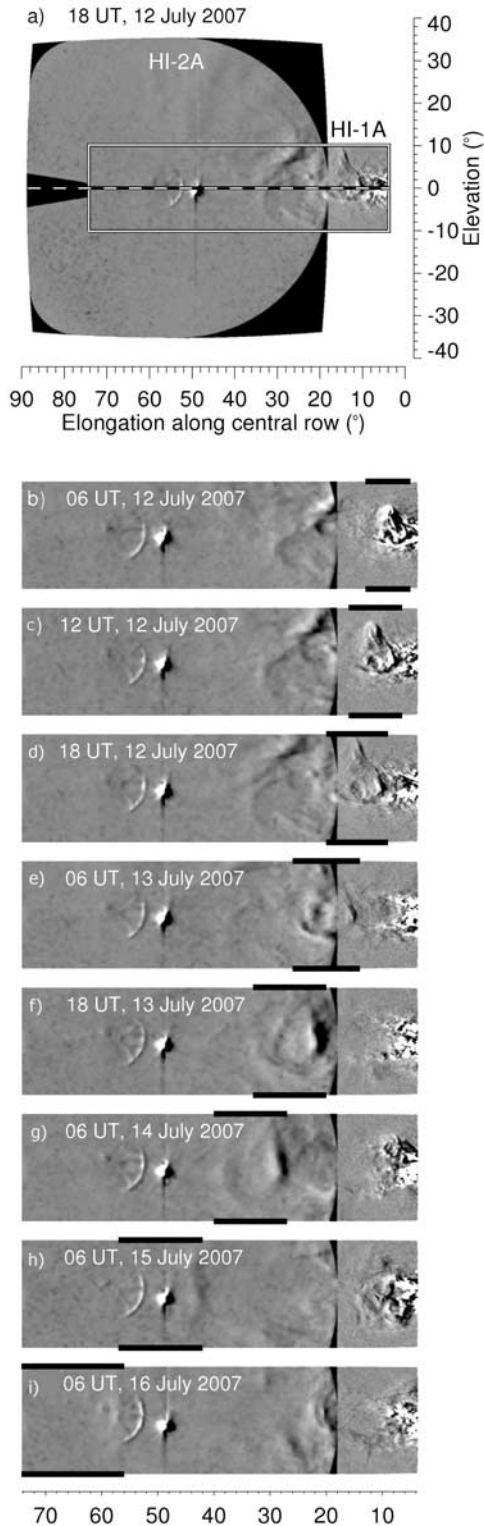 a) 18 UT, 12 July 2007
HI-2A
HI-1A
40
30
20
10
0
-10
-20
-30
-40
Elevation (°)
90 80 70 60 50 40 30 20 10 0
Elongation along central row (°)
b) 06 UT, 12 July 2007
c) 12 UT, 12 July 2007
d) 18 UT, 12 July 2007
e) 06 UT, 13 July 2007
f) 18 UT, 13 July 2007
g) 06 UT, 14 July 2007
h) 06 UT, 15 July 2007
i) 06 UT, 16 July 2007
70 60 50 40 30 20 10